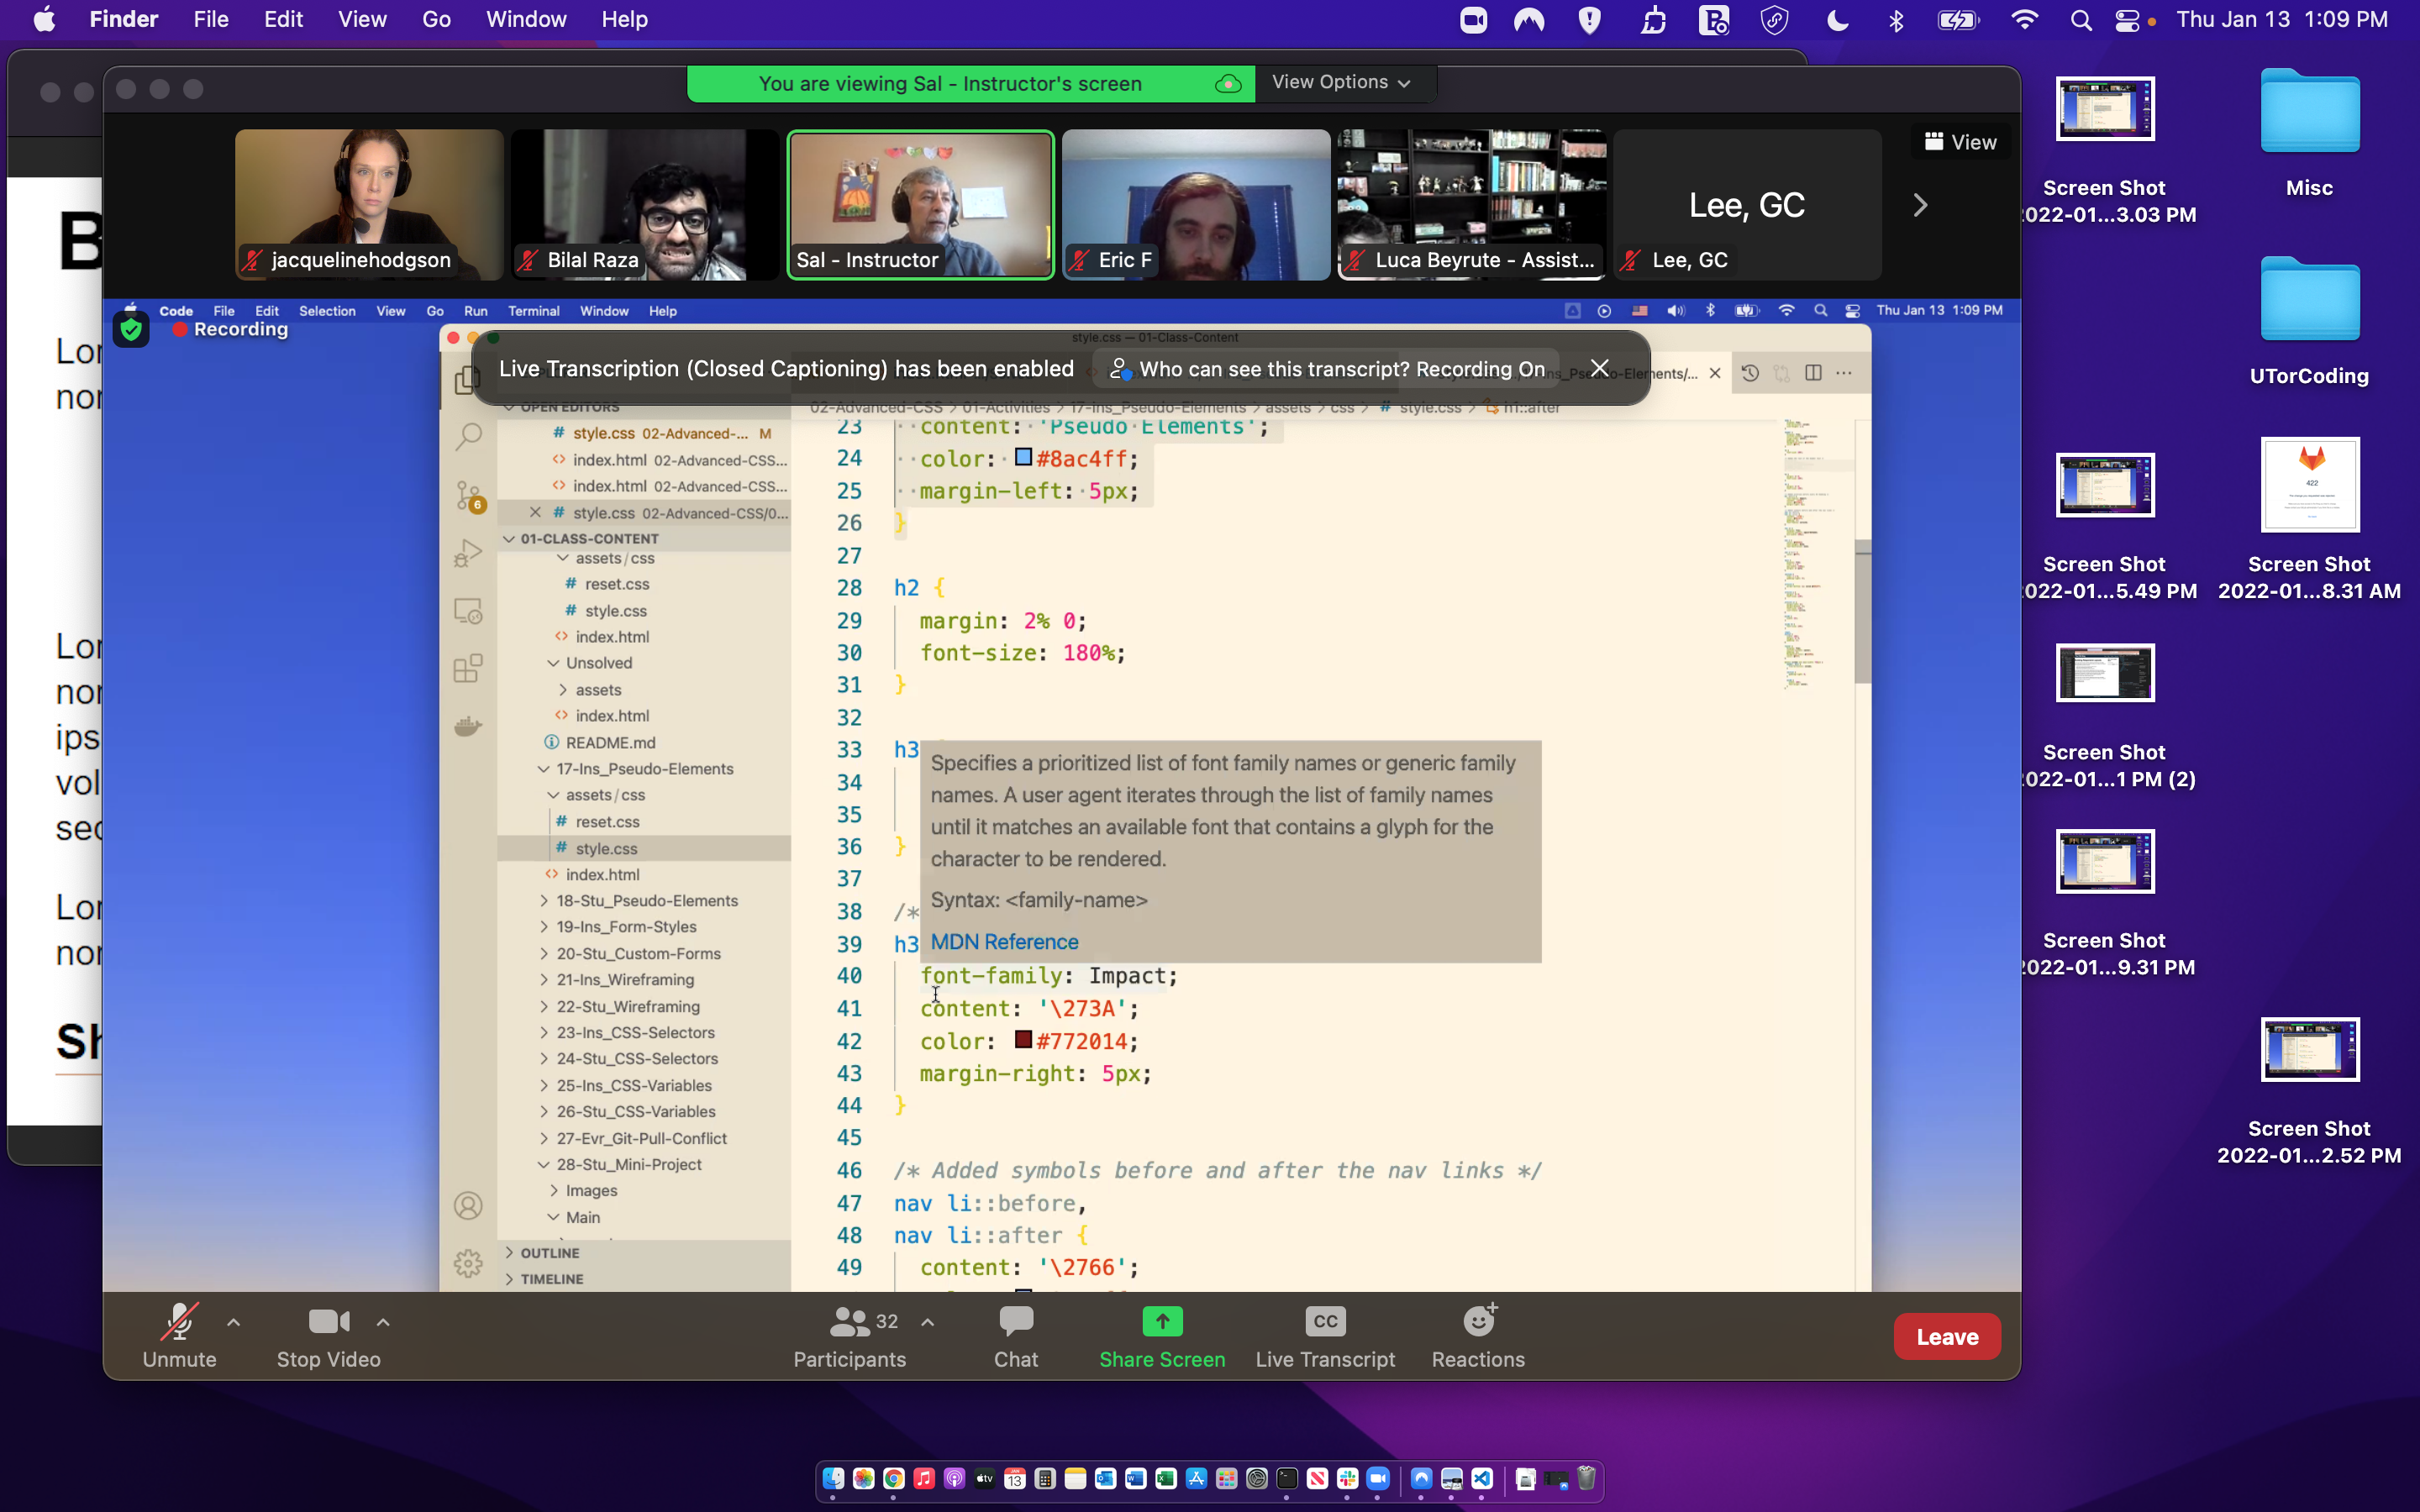 Finder File Edit View Go Window Help
Thu Jan 13 1:09 PM
You are viewing Sal - Instructor's screen
View Options
View
jacquelinehodgson
Bilal Raza
Sal - Instructor
Eric F
Luca Beyrute - Assist...
Lee, GC
Lee, GC
Code File Edit Selection View Go Run Terminal Window Help
Thu Jan 13 1:09 PM
Recording
style.css — 01-Class-Content
Live Transcription (Closed Captioning) has been enabled
Who can see this transcript? Recording On
OPEN EDITORS
02-Advanced-CSS > 01-Activities > 17-Ins_Pseudo-Elements > assets > css > # style.css > h1::after
# style.css 02-Advanced-... M
index.html 02-Advanced-CSS...
index.html 02-Advanced-CSS...
# style.css 02-Advanced-CSS/0...
01-CLASS-CONTENT
assets/css
# reset.css
# style.css
index.html
Unsolved
assets
index.html
README.md
17-Ins_Pseudo-Elements
assets/css
# reset.css
# style.css
index.html
18-Stu_Pseudo-Elements
19-Ins_Form-Styles
20-Stu_Custom-Forms
21-Ins_Wireframing
22-Stu_Wireframing
23-Ins_CSS-Selectors
24-Stu_CSS-Selectors
25-Ins_CSS-Variables
26-Stu_CSS-Variables
27-Evr_Git-Pull-Conflict
28-Stu_Mini-Project
Images
Main
OUTLINE
TIMELINE
6
23 content: 'Pseudo Elements';
24 color: #8ac4ff;
25 margin-left: 5px;
26 }
27
28 h2 {
29 margin: 2% 0;
30 font-size: 180%;
31 }
32
33 h3
34
35
36 }
37
38 /*
39 h3
Specifies a prioritized list of font family names or generic family
names. A user agent iterates through the list of family names
until it matches an available font that contains a glyph for the
character to be rendered.
Syntax: <family-name>
MDN Reference
40 font-family: Impact;
41 content: '\273A';
42 color: #772014;
43 margin-right: 5px;
44 }
45
46 /* Added symbols before and after the nav links */
47 nav li::before,
48 nav li::after {
49 content: '\2766';
Unmute
Stop Video
32
Participants
Chat
Share Screen
CC
Live Transcript
Reactions
Leave
B
Lor
nor
Lor
nor
ips
vol
sec
Lor
nor
Sh
Screen Shot
2022-01...3.03 PM
Misc
UTorCoding
Screen Shot
2022-01...5.49 PM
422
Screen Shot
2022-01...8.31 AM
Screen Shot
2022-01...1 PM (2)
Screen Shot
2022-01...9.31 PM
Screen Shot
2022-01...2.52 PM